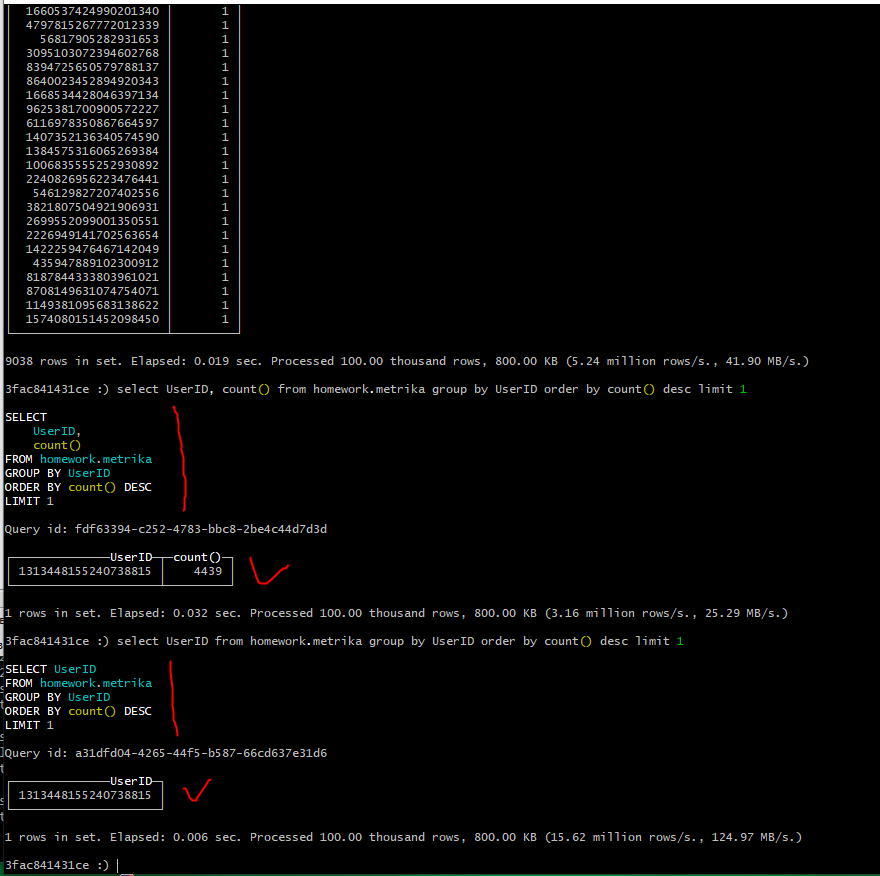 1660537424990201340 1
4797815267772012339 1
56817905282931653 1
3095103072394602768 1
8394725650579788137 1
8640023452894920343 1
1668534428046397134 1
9625381700900572227 1
6116978350867664597 1
1407352136340574590 1
1384575316065269384 1
1006835555252930892 1
2240826956223476441 1
546129827207402556 1
3821807504921906931 1
2699552099001350551 1
2226949141702563654 1
1422259476467142049 1
435947889102300912 1
8187844333803961021 1
8708149631074754071 1
1149381095683138622 1
1574080151452098450 1
9038 rows in set. Elapsed: 0.019 sec. Processed 100.00 thousand rows, 800.00 KB (5.24 million rows/s., 41.90 MB/s.)
3fac841431ce :) select UserID, count() from homework.metrika group by UserID order by count() desc limit 1
SELECT
UserID,
count()
FROM homework.metrika
GROUP BY UserID
ORDER BY count() DESC
LIMIT 1
Query id: fdf63394-c252-4783-bbc8-2be4c44d7d3d
UserID count()
1313448155240738815 4439
1 rows in set. Elapsed: 0.032 sec. Processed 100.00 thousand rows, 800.00 KB (3.16 million rows/s., 25.29 MB/s.)
3fac841431ce :) select UserID from homework.metrika group by UserID order by count() desc limit 1
SELECT UserID
FROM homework.metrika
GROUP BY UserID
ORDER BY count() DESC
LIMIT 1
Query id: a31dfd04-4265-44f5-b587-66cd637e31d6
UserID
1313448155240738815
1 rows in set. Elapsed: 0.006 sec. Processed 100.00 thousand rows, 800.00 KB (15.62 million rows/s., 124.97 MB/s.)
3fac841431ce :)